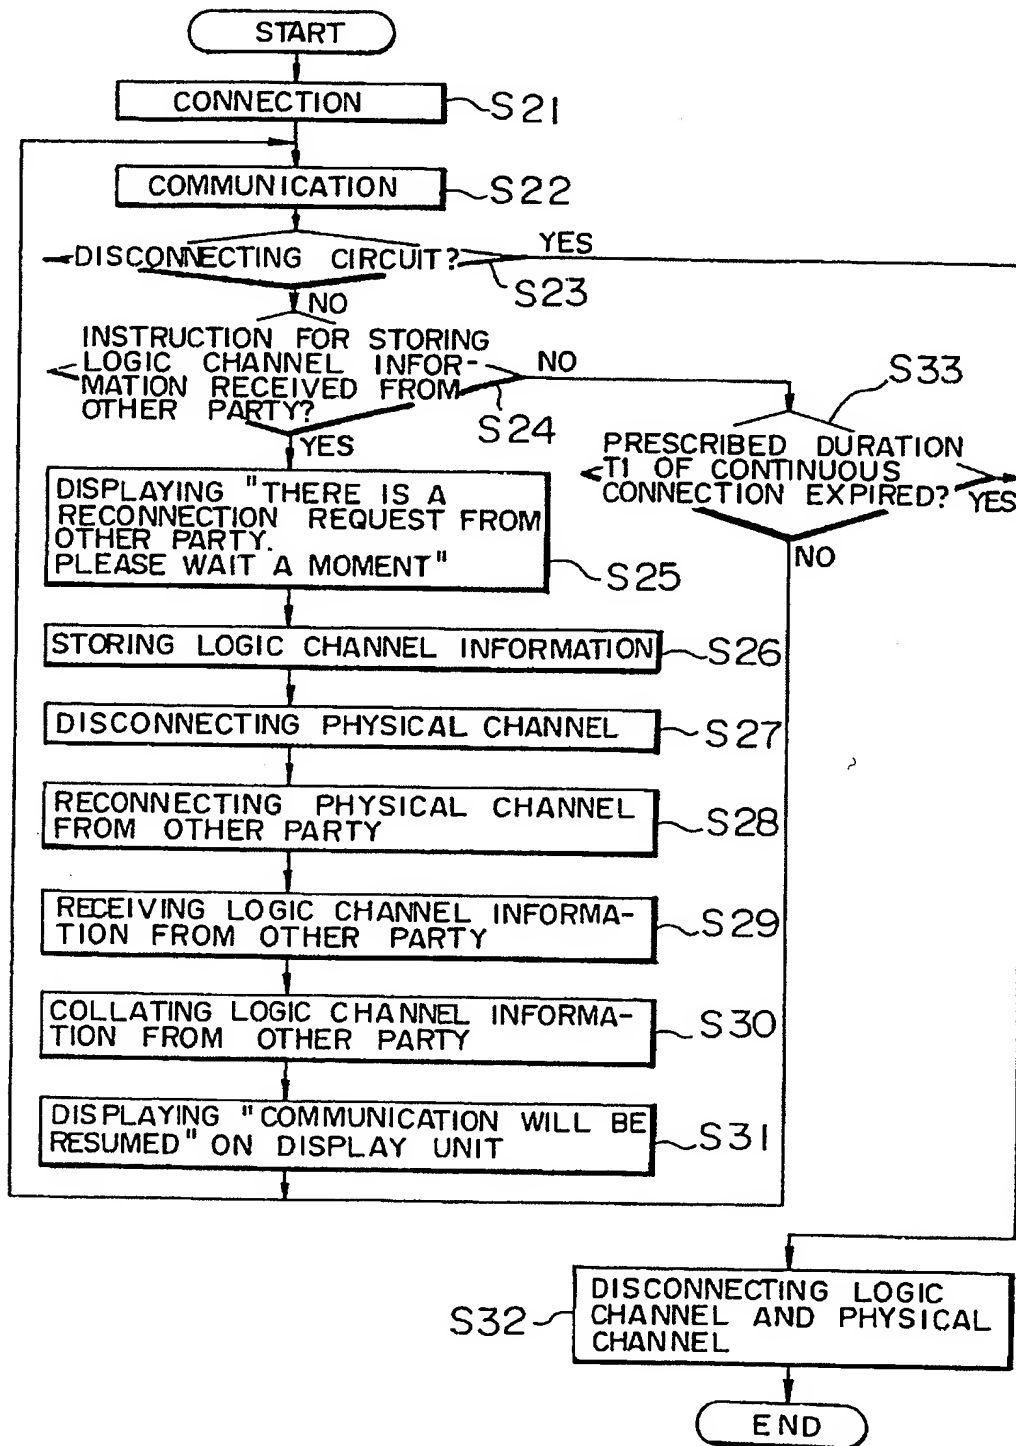 START
CONNECTION
S21
COMMUNICATION
S22
DISCONNECTING CIRCUIT?
YES
S23
NO
INSTRUCTION FOR STORING
LOGIC CHANNEL INFOR-
MATION RECEIVED FROM
OTHER PARTY?
NO
S24
YES
S33
PRESCRIBED DURATION
T1 OF CONTINUOUS
CONNECTION EXPIRED?
YES
NO
DISPLAYING "THERE IS A
RECONNECTION REQUEST FROM
OTHER PARTY.
PLEASE WAIT A MOMENT"
S25
STORING LOGIC CHANNEL INFORMATION
S26
DISCONNECTING PHYSICAL CHANNEL
S27
RECONNECTING PHYSICAL CHANNEL
FROM OTHER PARTY
S28
RECEIVING LOGIC CHANNEL INFORMA-
TION FROM OTHER PARTY
S29
COLLATING LOGIC CHANNEL INFORMA-
TION FROM OTHER PARTY
S30
DISPLAYING "COMMUNICATION WILL BE
RESUMED" ON DISPLAY UNIT
S31
DISCONNECTING LOGIC
CHANNEL AND PHYSICAL
CHANNEL
S32
END